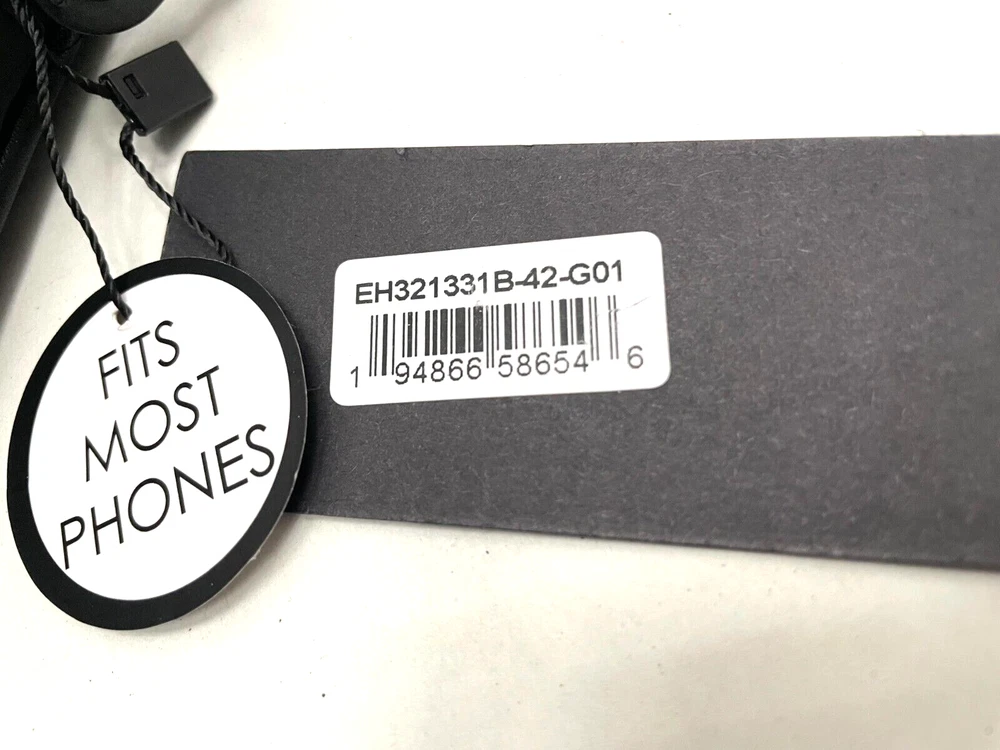 FITS
MOST
PHONES
EH321331B-42-G01
1 94866 58654 6